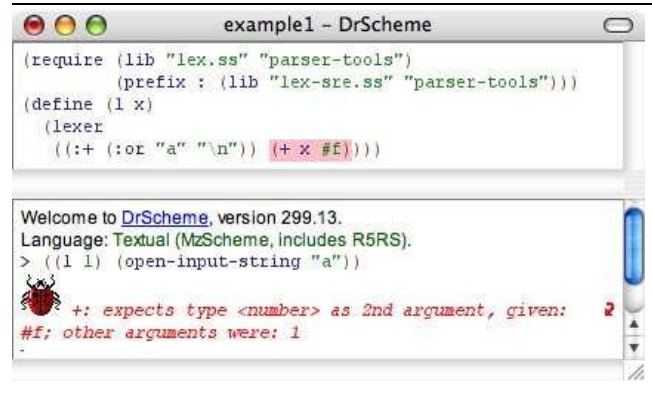 example1 - DrScheme
(require (lib "lex.ss" "parser-tools")
(prefix : (lib "lex-sre.ss" "parser-tools")))
(define (l x)
(lexer
((:+ (:or "a" "\n")) (+ x #f))))
Welcome to DrScheme, version 299.13.
Language: Textual (MzScheme, includes R5RS).
> ((l 1) (open-input-string "a"))
+: expects type <number> as 2nd argument, given:
#f; other arguments were: 1